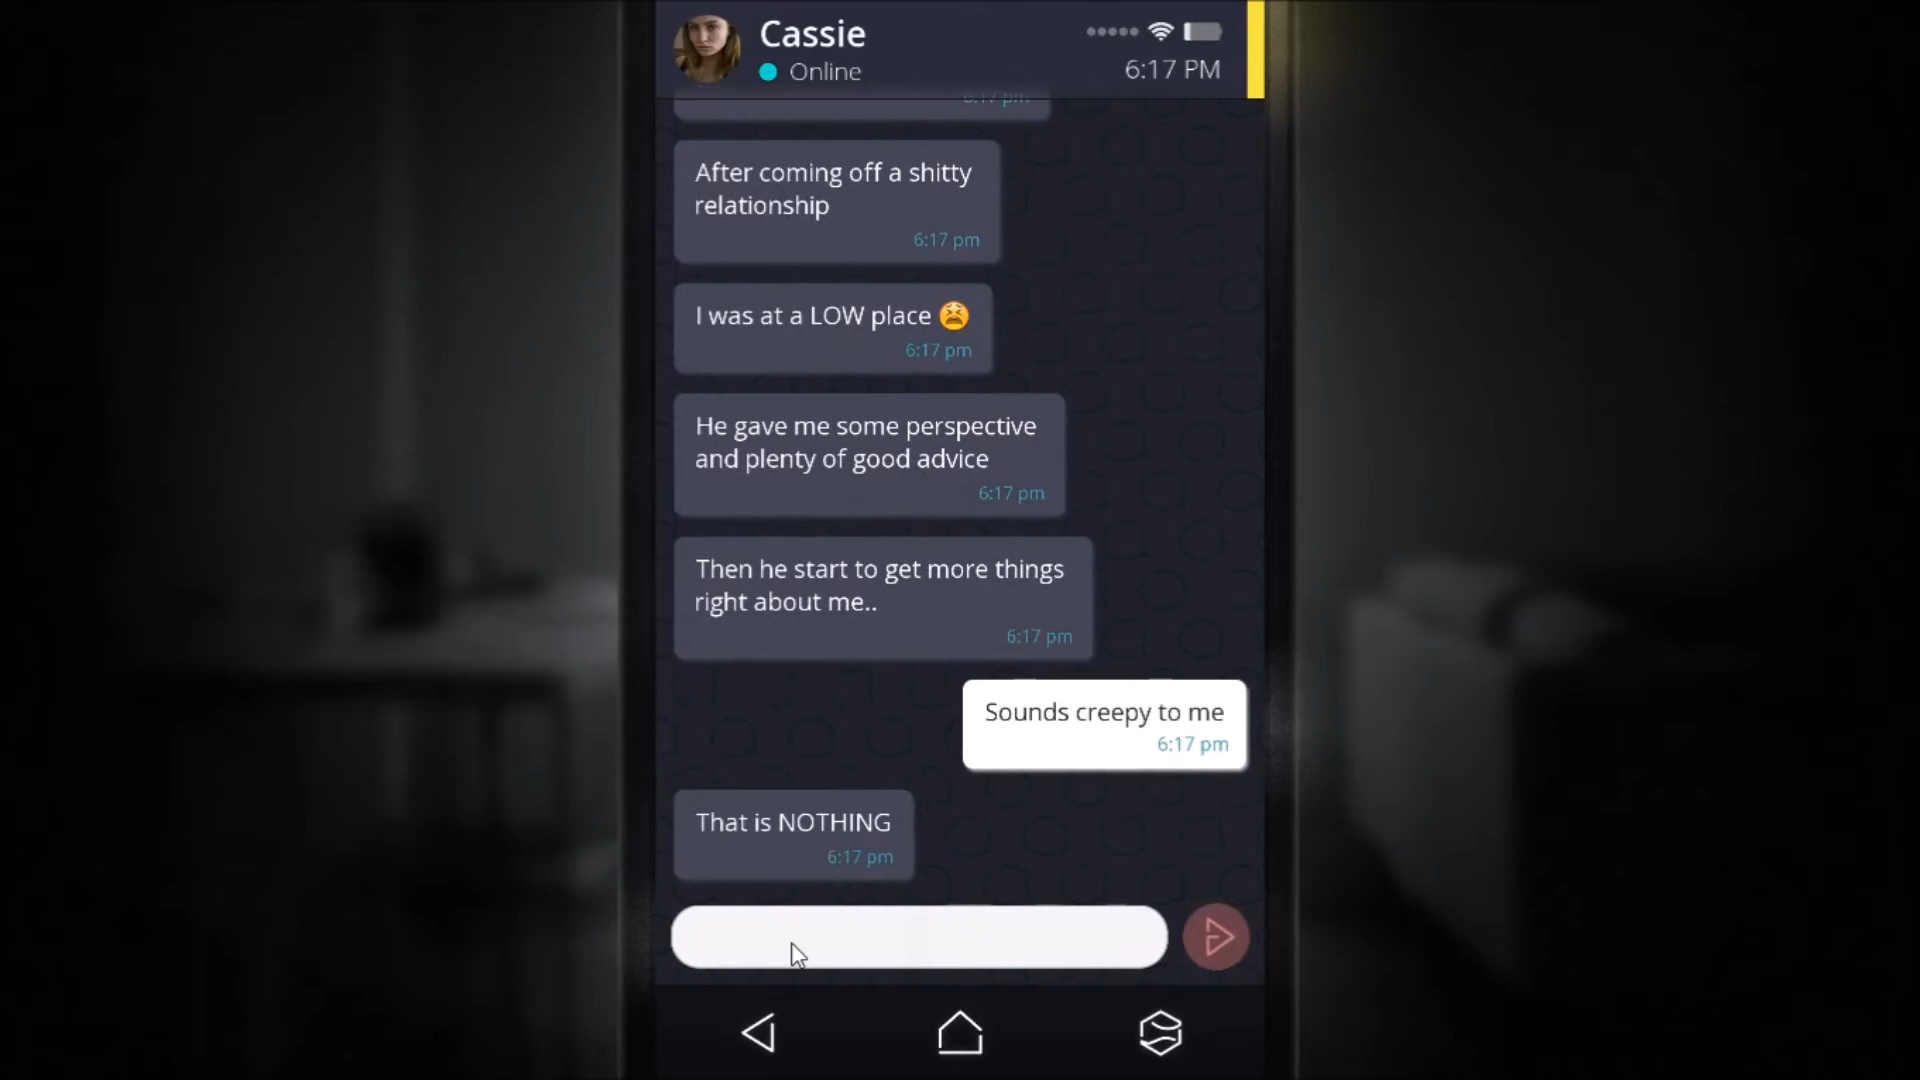 Cassie
Online
6:17 PM
6:17 pm
After coming off a shitty
relationship
6:17 pm
I was at a LOW place
6:17 pm
He gave me some perspective
and plenty of good advice
6:17 pm
Then he start to get more things
right about me..
6:17 pm
Sounds creepy to me
6:17 pm
That is NOTHING
6:17 pm